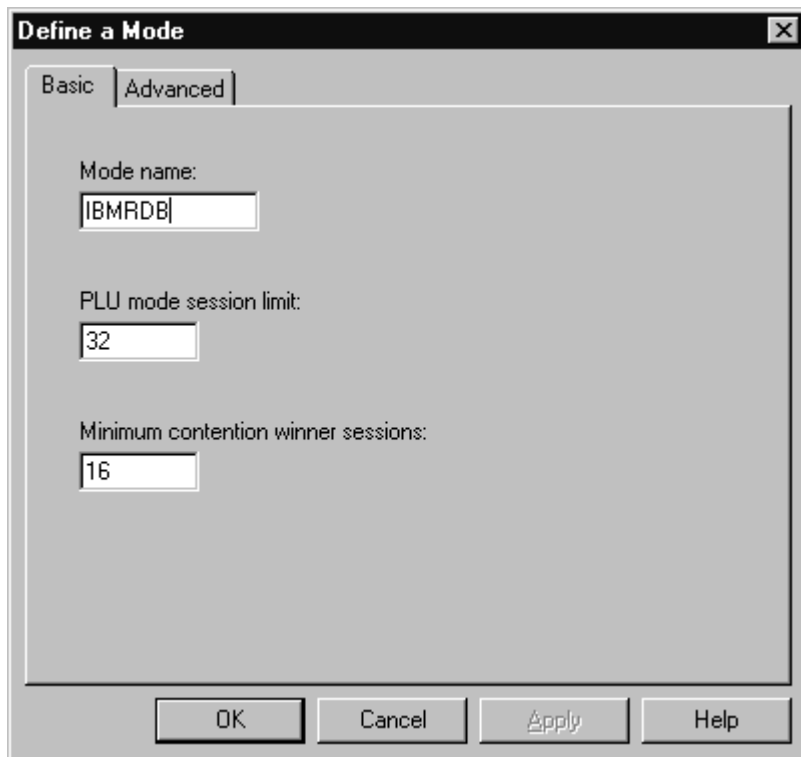 Define a Mode
Basic Advanced
Mode name:
IBMRDB
PLU mode session limit:
32
Minimum contention winner sessions:
16
OK Cancel Apply Help